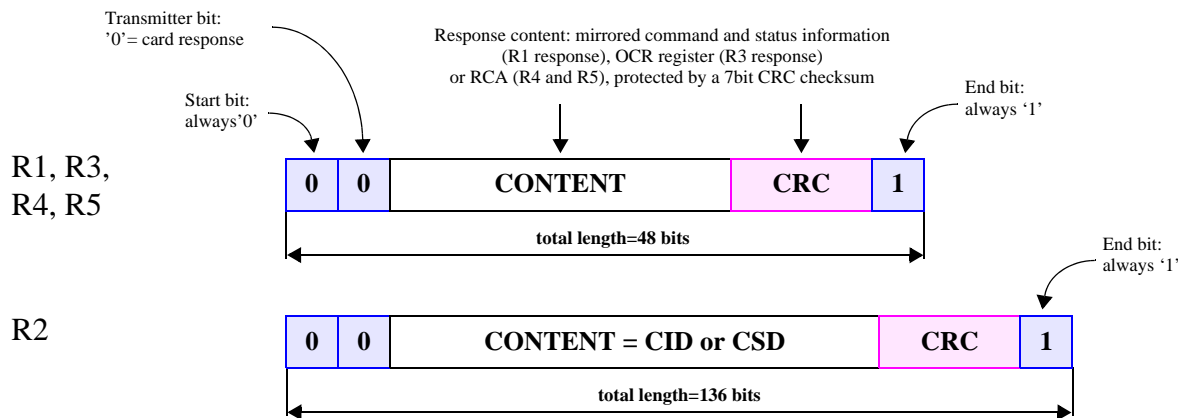 Transmitter bit:
’0’= card response
Response content: mirrored command and status information
(R1 response), OCR register (R3 response)
or RCA (R4 and R5), protected by a 7bit CRC checksum
Start bit:
always’0’
End bit:
always ‘1’
R1, R3,
R4, R5
0 0 CONTENT CRC 1
total length=48 bits
End bit:
always ‘1’
R2
0 0 CONTENT = CID or CSD CRC 1
total length=136 bits